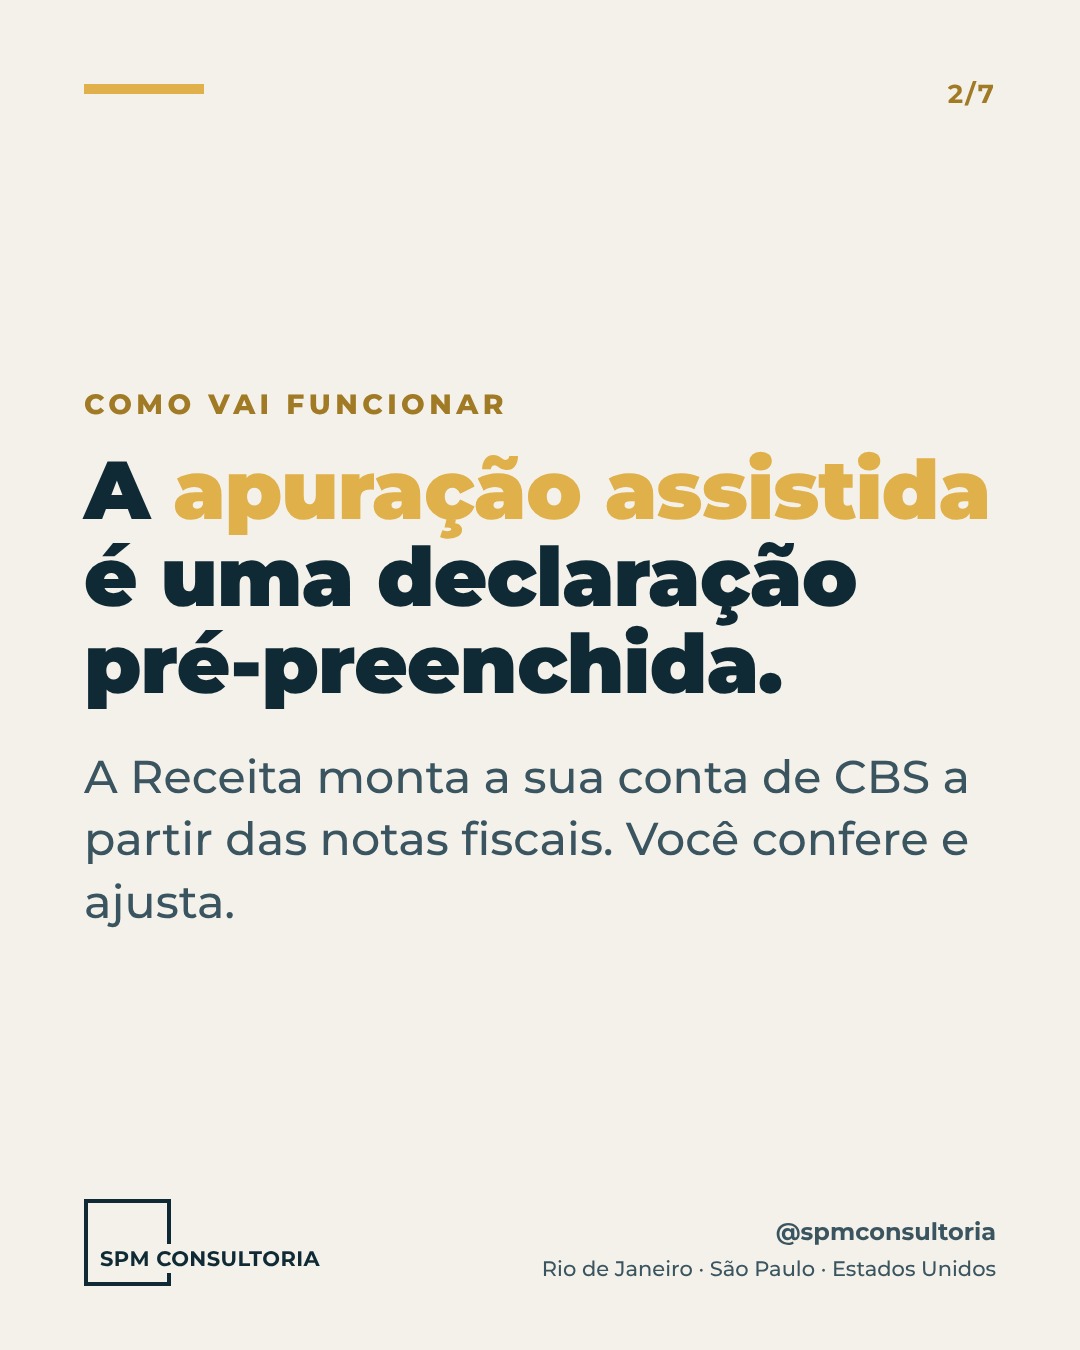 2/7
COMO VAI FUNCIONAR
A apuração assistida
é uma declaração
pré-preenchida.
A Receita monta a sua conta de CBS a
partir das notas fiscais. Você confere e
ajusta.
SPM CONSULTORIA
@spmconsultoria
Rio de Janeiro · São Paulo · Estados Unidos